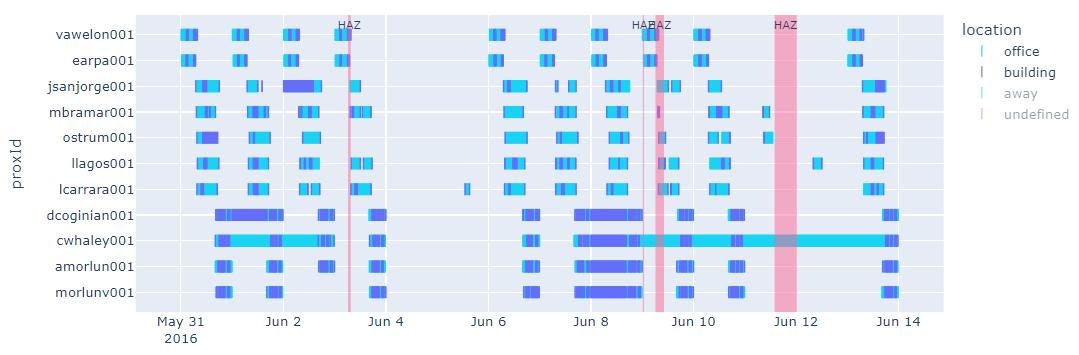 HAZ HAZ HAZ HAZ
proxId
vawelon001
earpa001
jsanjorge001
mbramar001
ostrum001
llagos001
lcarrara001
dcoginian001
cwhaley001
amorlun001
morlunv001
May 31 Jun 2 Jun 4 Jun 6 Jun 8 Jun 10 Jun 12 Jun 14
2016
location
office
building
away
undefined